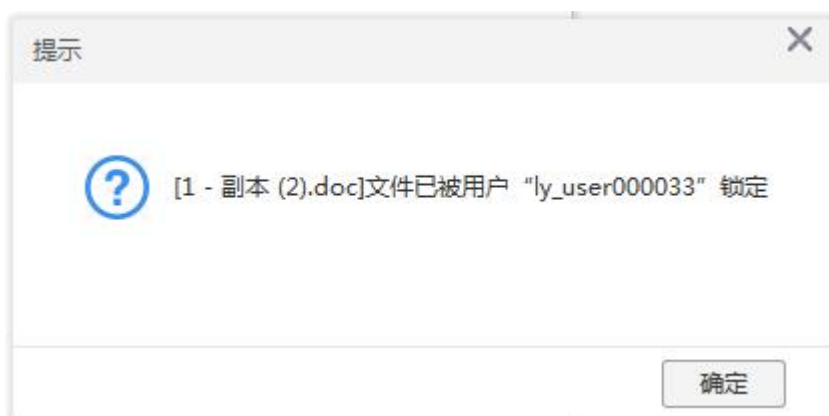 提示
[1 - 副本 (2).doc]文件已被用户“ly_user000033”锁定
确定